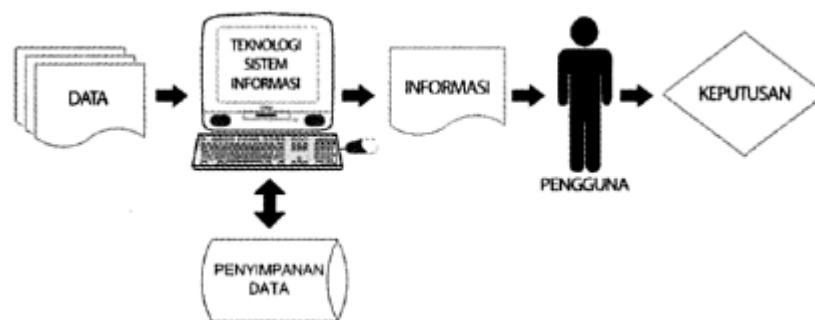 DATA
TEKNOLOGI
SISTEM
INFORMASI
INFORMASI
PENGGUNA
KEPUTUSAN
PENYIMPANAN
DATA